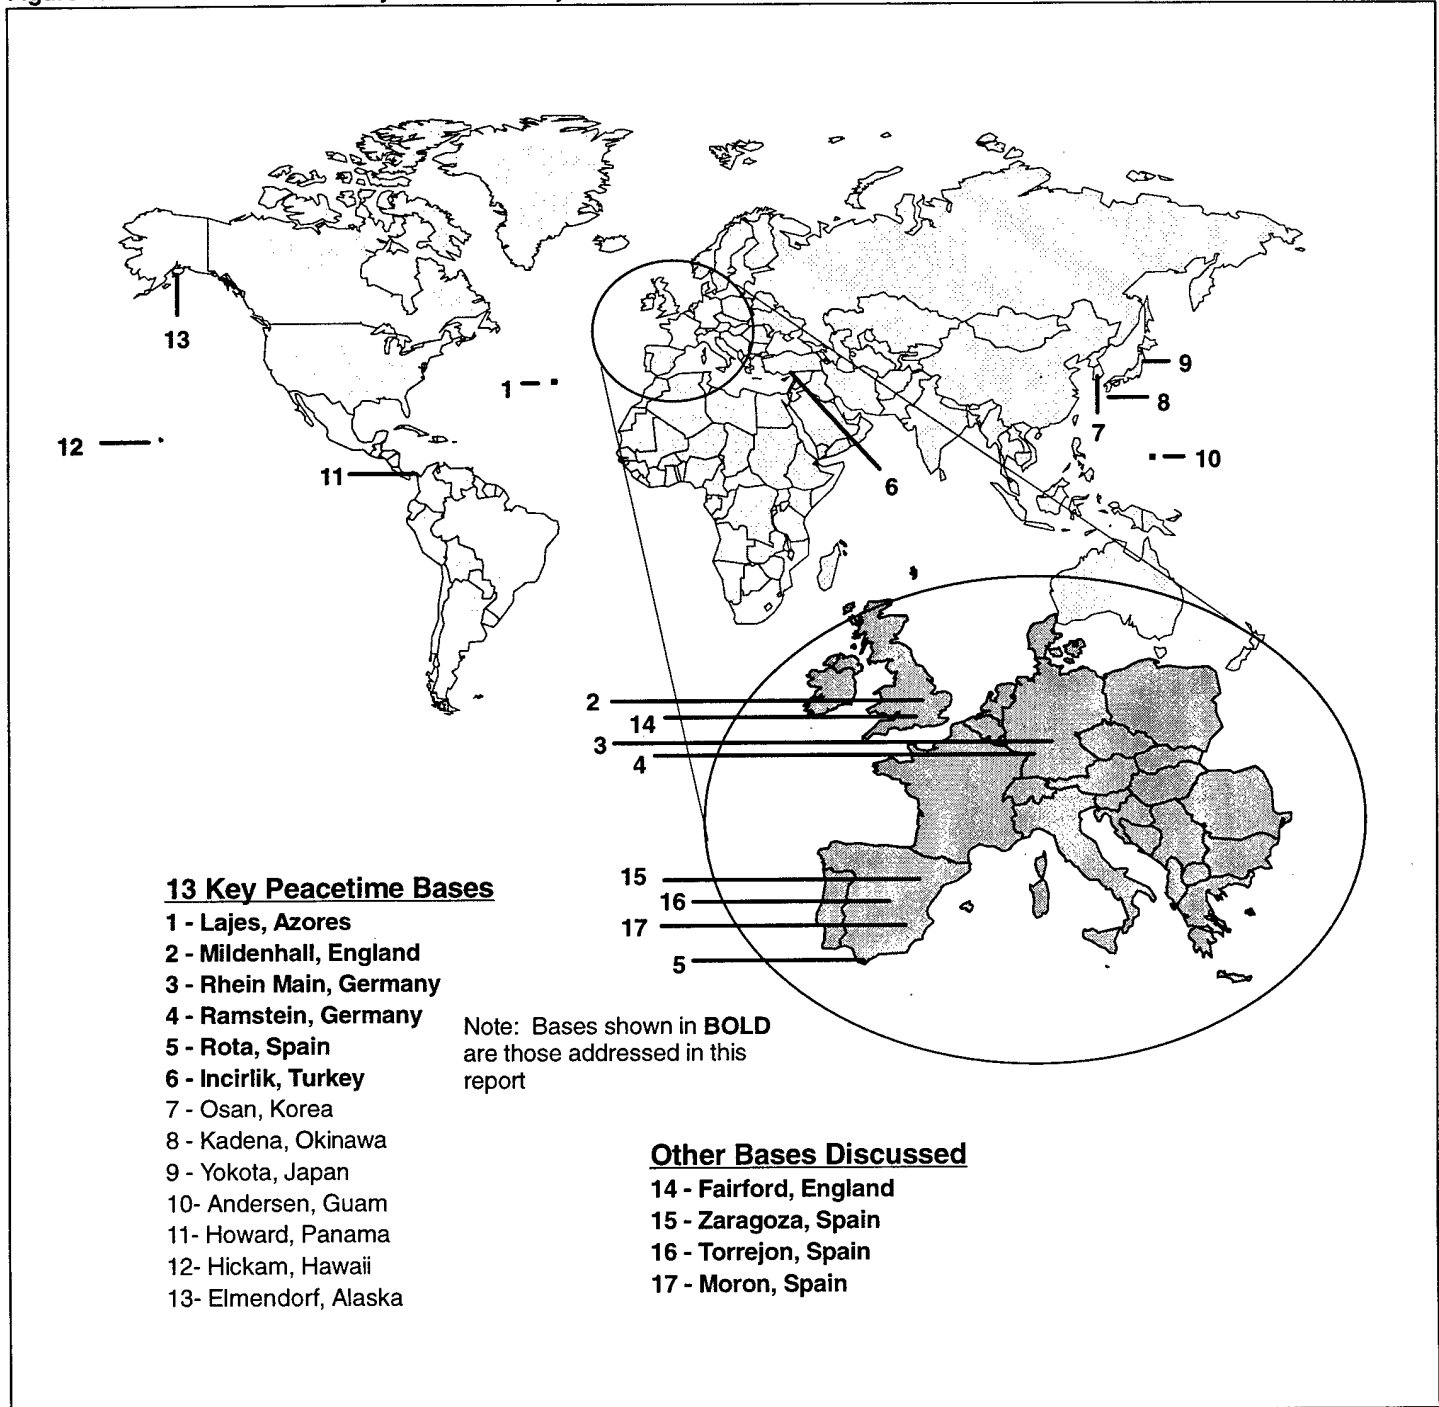 13
12
11
1
6
7
8
9
10
2
14
3
4
15
16
17
5
13 Key Peacetime Bases
1 - Lajes, Azores
2 - Mildenhall, England
3 - Rhein Main, Germany
4 - Ramstein, Germany
5 - Rota, Spain
6 - Incirlik, Turkey
7 - Osan, Korea
8 - Kadena, Okinawa
9 - Yokota, Japan
10- Andersen, Guam
11- Howard, Panama
12- Hickam, Hawaii
13- Elmendorf, Alaska
Note: Bases shown in BOLD
are those addressed in this
report
Other Bases Discussed
14 - Fairford, England
15 - Zaragoza, Spain
16 - Torrejon, Spain
17 - Moron, Spain